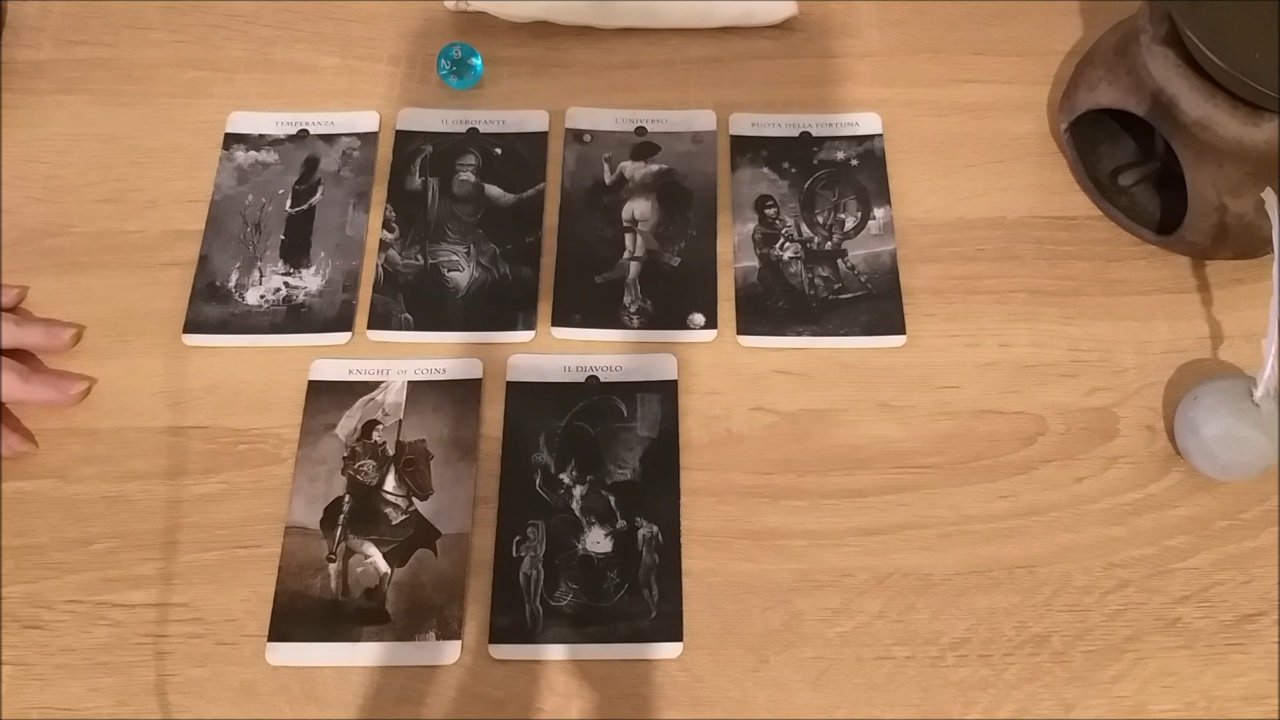 TEMPERANZA
IL GEROFANTE
L'UNIVERSO
RUOTA DELLA FORTUNA
KNIGHT OF COINS
IL DIAVOLO